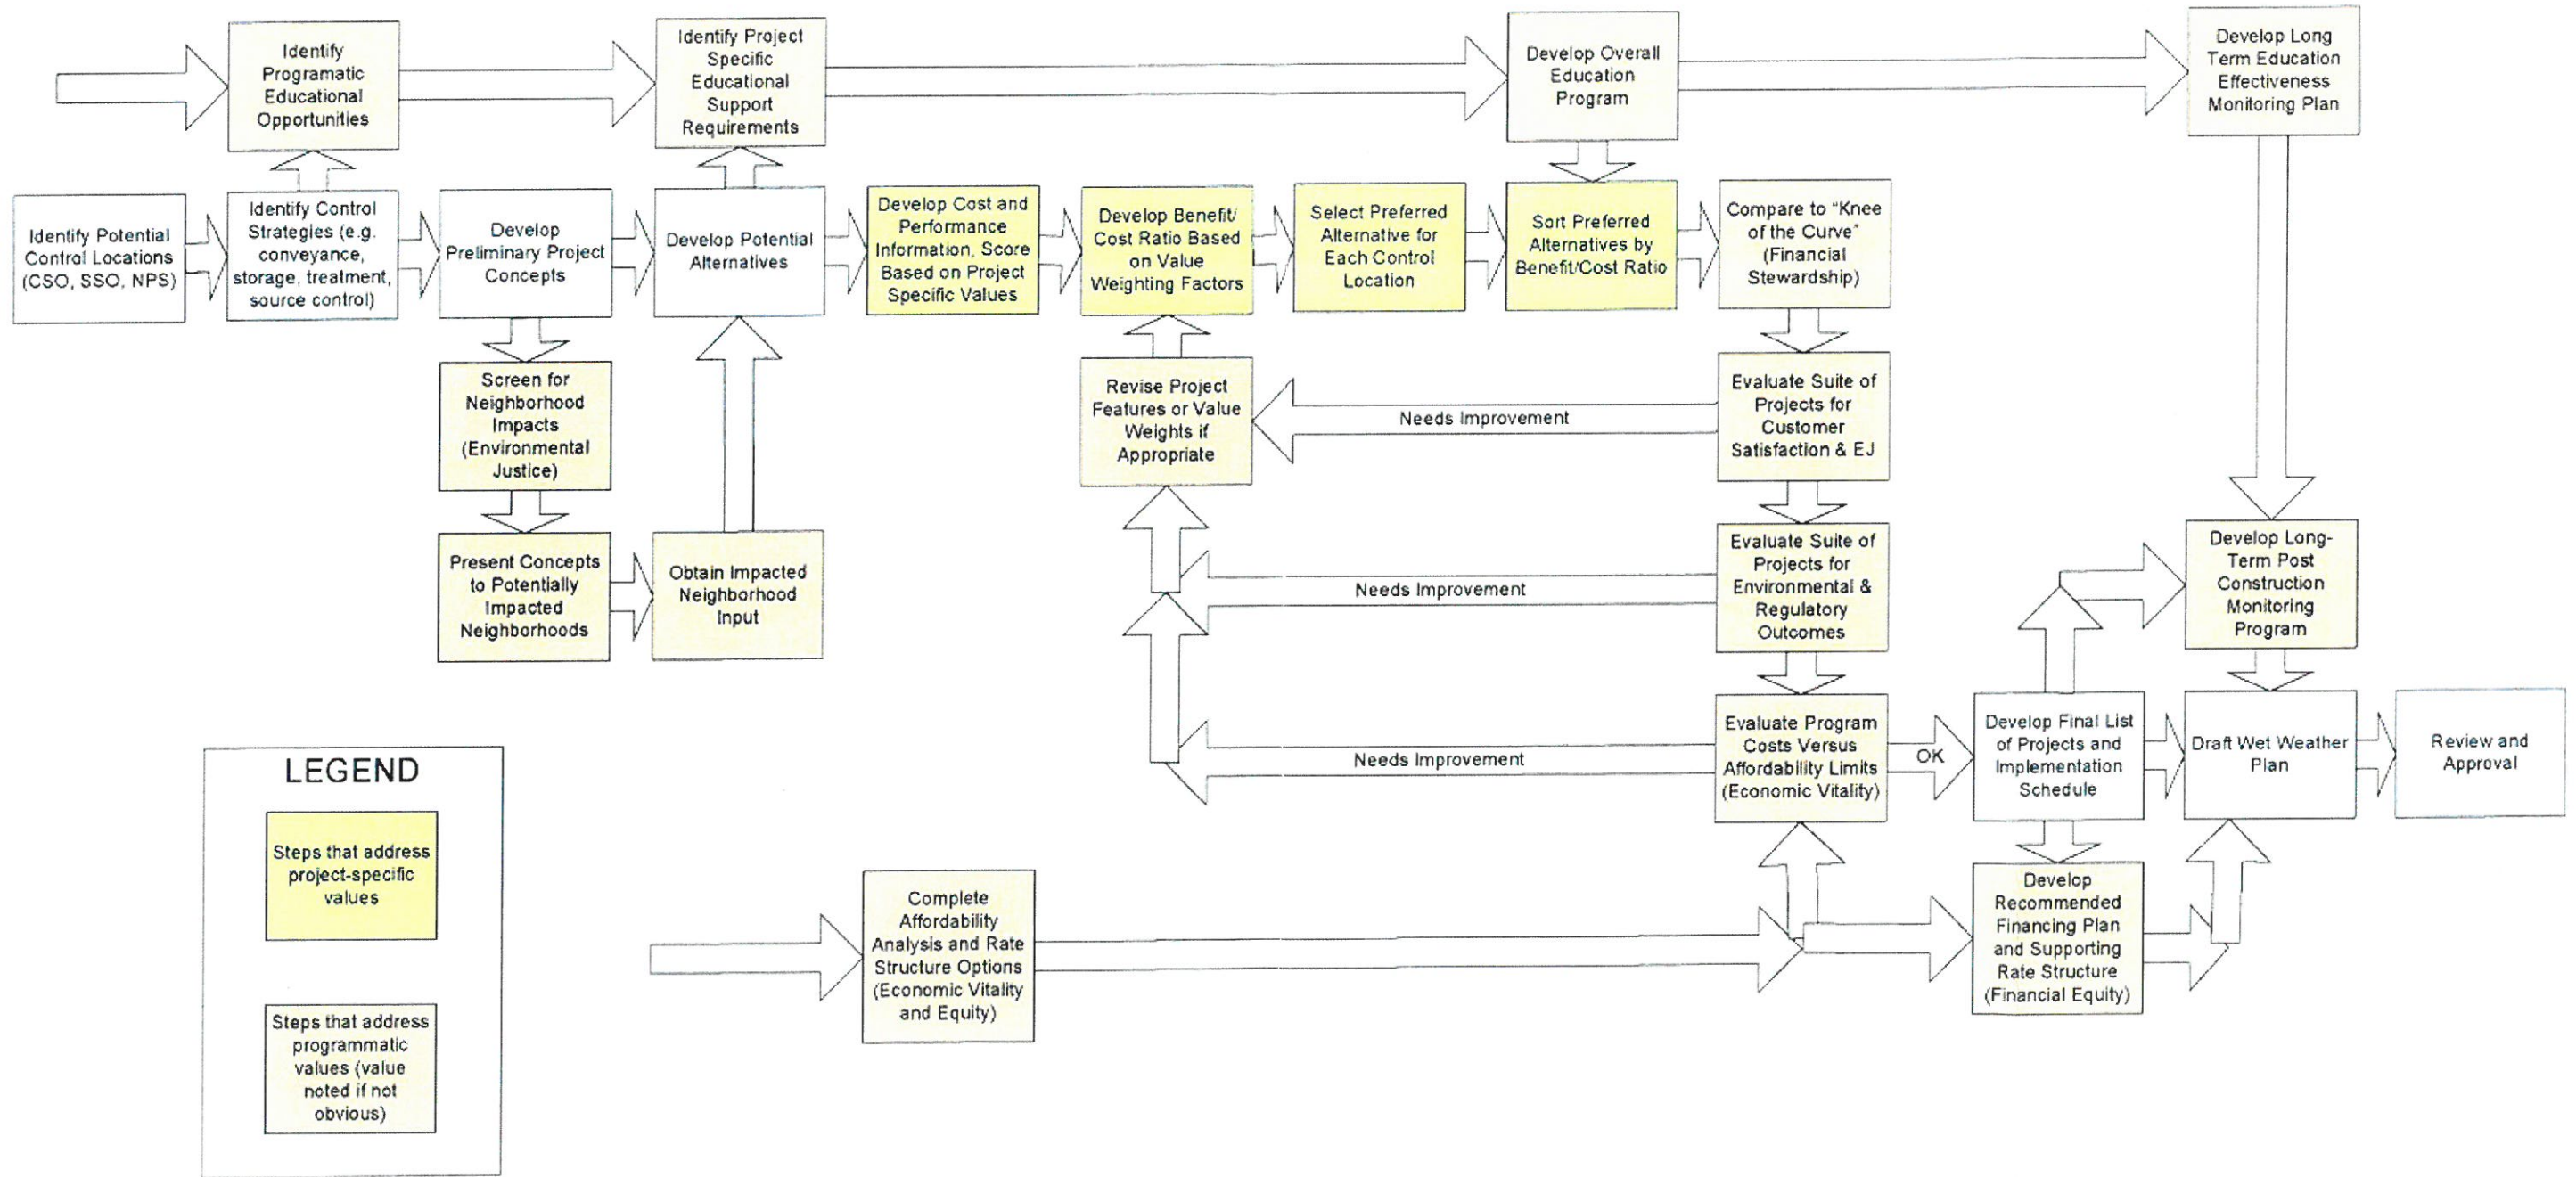 Identify
Programatic
Educational
Opportunities
Identify Project
Specific
Educational
Support
Requirements
Develop Overall
Education
Program
Develop Long
Term Education
Effectiveness
Monitoring Plan
Identify Potential
Control Locations
(CSO, SSO, NPS)
Identify Control
Strategies (e.g.
conveyance,
storage, treatment,
source control)
Develop
Preliminary Project
Concepts
Develop Potential
Alternatives
Develop Cost and
Performance
Information, Score
Based on Project
Specific Values
Develop Benefit/
Cost Ratio Based
on Value
Weighting Factors
Select Preferred
Alternative for
Each Control
Location
Sort Preferred
Alternatives by
Benefit/Cost Ratio
Compare to "Knee
of the Curve"
(Financial
Stewardship)
Screen for
Neighborhood
Impacts
(Environmental
Justice)
Revise Project
Features or Value
Weights if
Appropriate
Needs Improvement
Evaluate Suite of
Projects for
Customer
Satisfaction & EJ
Present Concepts
to Potentially
Impacted
Neighborhoods
Obtain Impacted
Neighborhood
Input
Needs Improvement
Evaluate Suite of
Projects for
Environmental &
Regulatory
Outcomes
Develop Long-
Term Post
Construction
Monitoring
Program
Needs Improvement
Evaluate Program
Costs Versus
Affordability Limits
(Economic Vitality)
OK
Develop Final List
of Projects and
Implementation
Schedule
Draft Wet Weather
Plan
Review and
Approval
LEGEND
Steps that address
project-specific
values
Steps that address
programmatic
values (value
noted if not
obvious)
Complete
Affordability
Analysis and Rate
Structure Options
(Economic Vitality
and Equity)
Develop
Recommended
Financing Plan
and Supporting
Rate Structure
(Financial Equity)